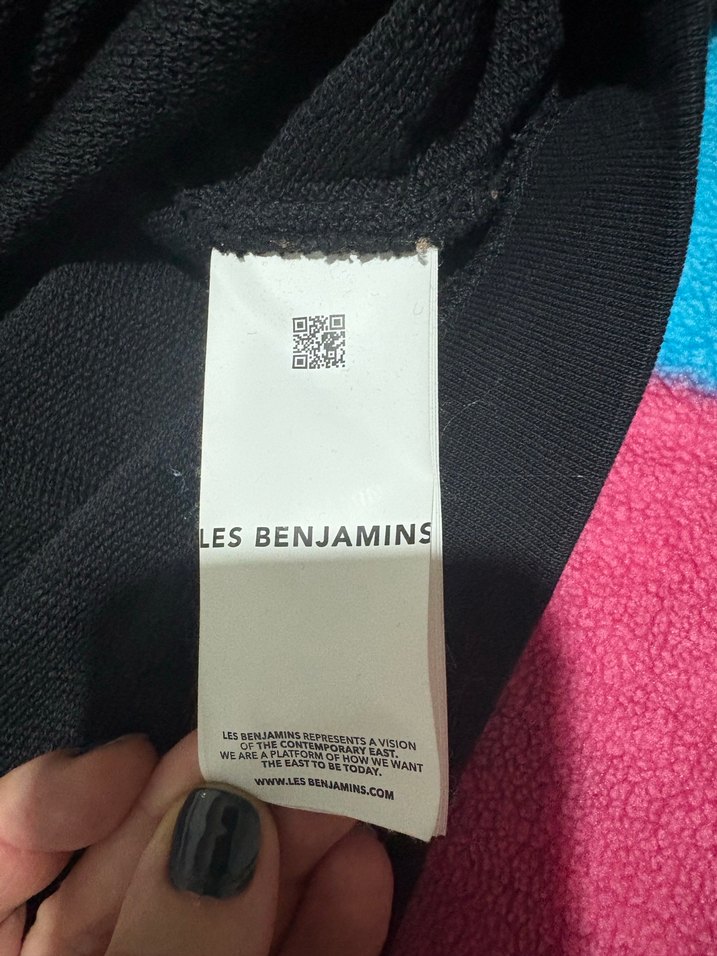 LES BENJAMINS
LES BENJAMINS REPRESENTS A VISION
OF THE CONTEMPORARY EAST.
WE ARE A PLATFORM OF HOW WE WANT
THE EAST TO BE TODAY.
WWW.LES BENJAMINS.COM